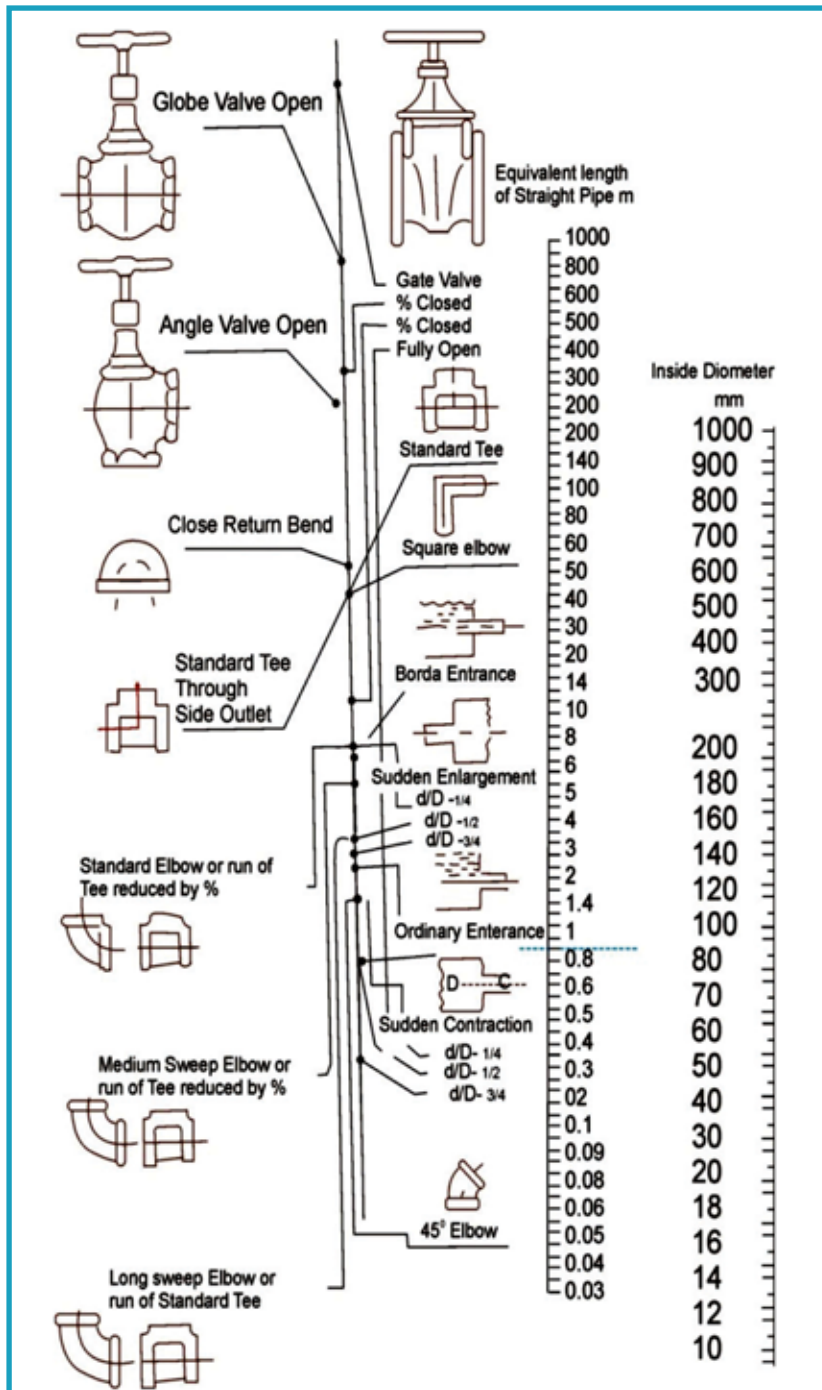 Globe Valve Open
Equivalent length
of Straight Pipe m
Angle Valve Open
Gate Valve
% Closed
% Closed
Fully Open
Standard Tee
Close Return Bend
Square elbow
Standard Tee
Through
Side Outlet
Borda Entrance
Sudden Enlargement
d/D -1/4
d/D -1/2
d/D -3/4
Standard Elbow or run of
Tee reduced by %
Ordinary Enterance
D C
Sudden Contraction
d/D- 1/4
d/D- 1/2
d/D- 3/4
Medium Sweep Elbow or
run of Tee reduced by %
45⁰ Elbow
Long sweep Elbow or
run of Standard Tee
1000
800
600
500
400
300
200
200
140
100
80
60
50
40
30
20
14
10
8
6
5
4
3
2
1.4
1
0.8
0.6
0.5
0.4
0.3
02
0.1
0.09
0.08
0.06
0.05
0.04
0.03
Inside Diometer
mm
1000
900
800
700
600
500
400
300
200
180
160
140
120
100
80
70
60
50
40
30
20
18
16
14
12
10